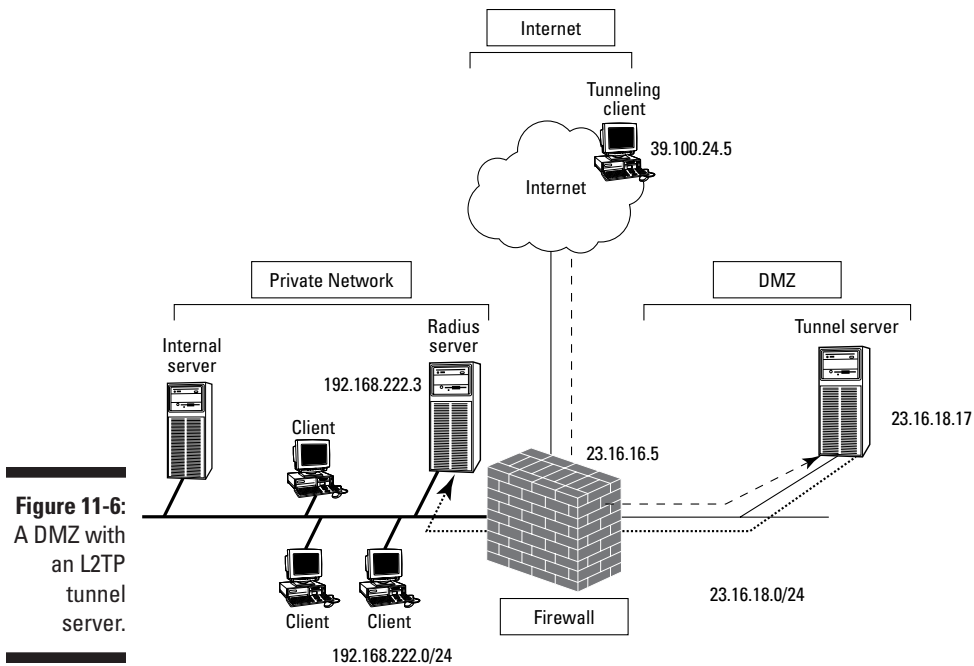 Internet
Tunneling
client
39.100.24.5
Internet
Private Network
DMZ
Radius
server
Tunnel server
Internal
server
192.168.222.3
23.16.18.17
Client
23.16.16.5
Figure 11-6:
A DMZ with
an L2TP
tunnel
server.
Client
Client
23.16.18.0/24
Firewall
192.168.222.0/24